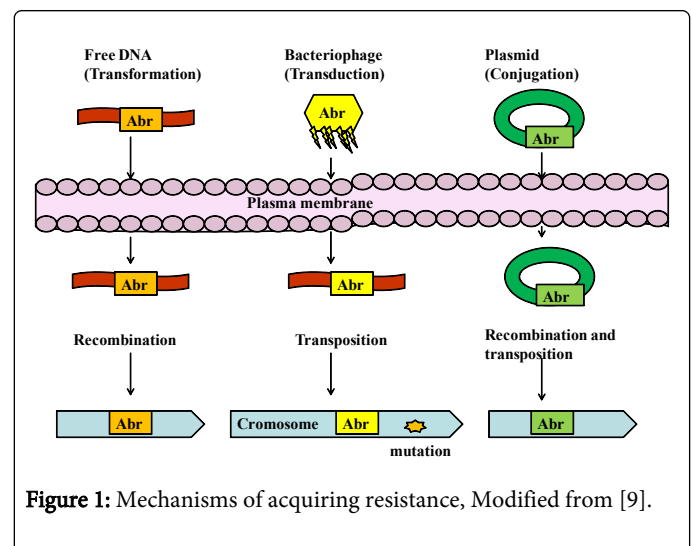 Free DNA
(Transformation)
Bacteriophage
(Transduction)
Plasmid
(Conjugation)
Abr
Abr
Abr
Plasma membrane
Abr
Abr
Abr
Recombination
Transposition
Recombination and
transposition
Abr
Cromosome
Abr
Abr
mutation
Figure 1: Mechanisms of acquiring resistance, Modified from [9].